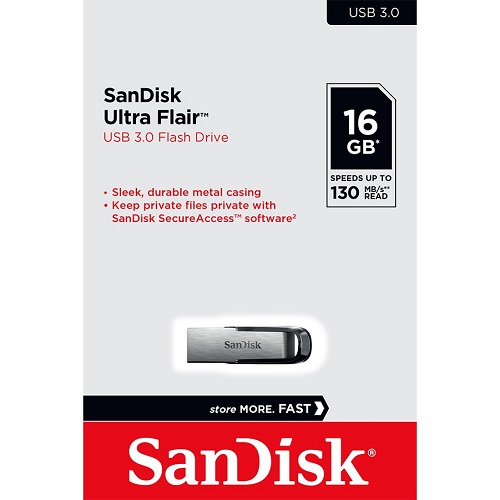 USB 3.0
SanDisk
Ultra Flair™
USB 3.0 Flash Drive
16
GB*
SPEEDS UP TO
130 MB/s**
READ
• Sleek, durable metal casing
• Keep private files private with
SanDisk SecureAccess™ software²
SanDisk
store MORE. FAST
SanDisk®